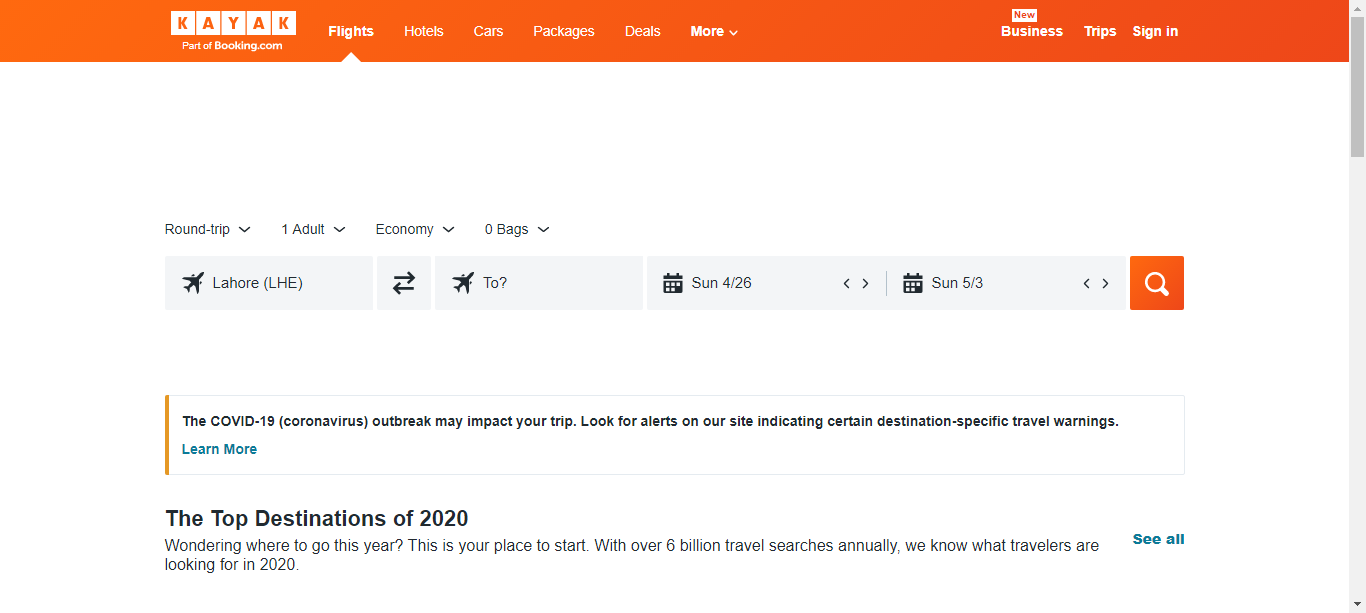 KAYAK
Part of Booking.com
Flights Hotels Cars Packages Deals More
New
Business Trips Sign in
Round-trip 1 Adult Economy 0 Bags
Lahore (LHE) To? Sun 4/26 Sun 5/3
The COVID-19 (coronavirus) outbreak may impact your trip. Look for alerts on our site indicating certain destination-specific travel warnings.
Learn More
The Top Destinations of 2020
Wondering where to go this year? This is your place to start. With over 6 billion travel searches annually, we know what travelers are
looking for in 2020.
See all